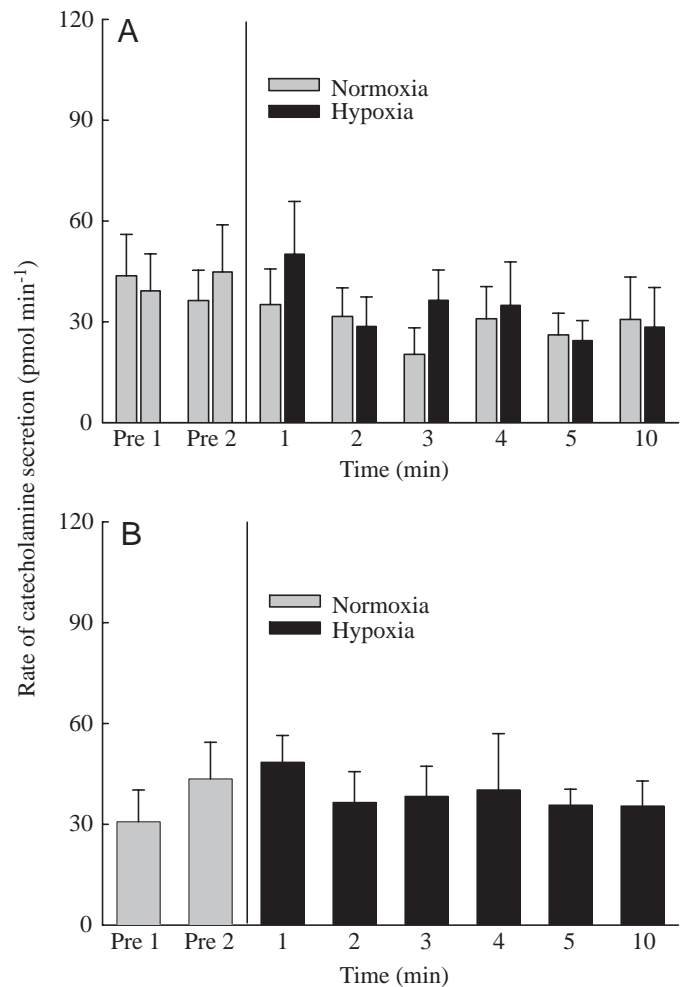 Rate of catecholamine secretion (pmol min-1)
A
120
90
60
30
0
Normoxia
Hypoxia
Pre 1 Pre 2 1 2 3 4 5 10
Time (min)
B
120
90
60
30
0
Normoxia
Hypoxia
Pre 1 Pre 2 1 2 3 4 5 10
Time (min)